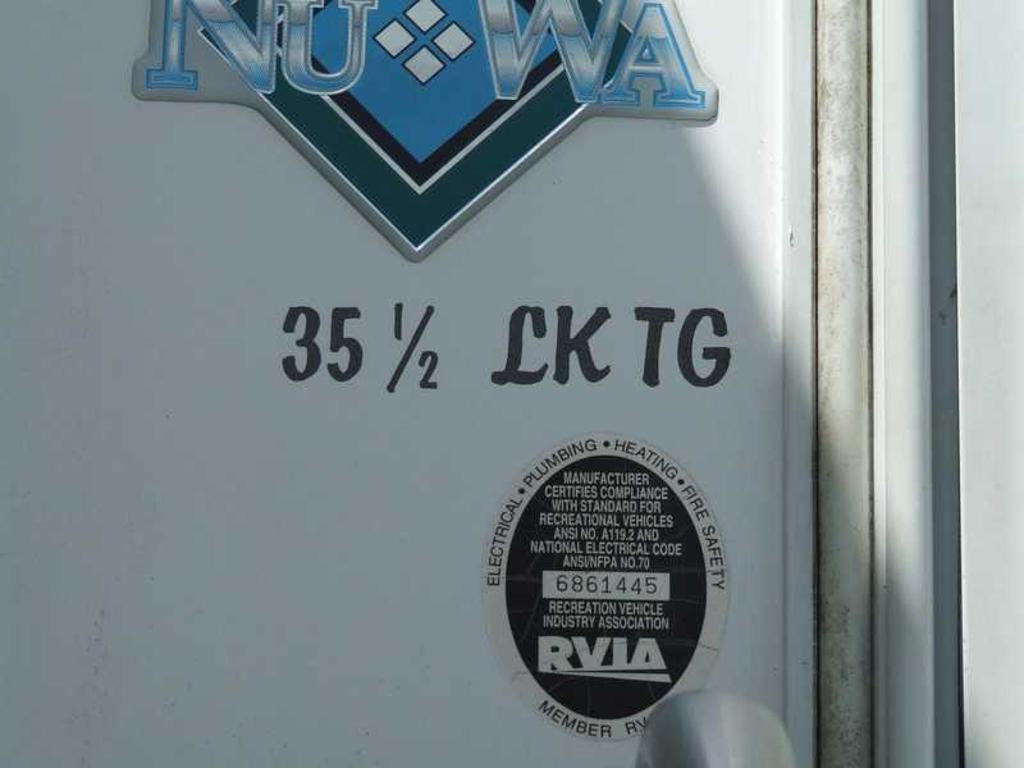 NU WA
35 ½ LK TG
ELECTRICAL • PLUMBING • HEATING • FIRE SAFETY
MANUFACTURER
CERTIFIES COMPLIANCE
WITH STANDARD FOR
RECREATIONAL VEHICLES
ANSI NO. A119.2 AND
NATIONAL ELECTRICAL CODE
ANSI/NFPA NO.70
6861445
RECREATION VEHICLE
INDUSTRY ASSOCIATION
RVIA
MEMBER